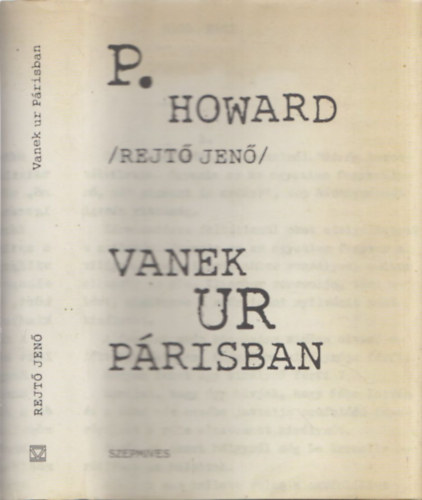 Vanek ur Párisban
REJTŐ JENŐ
P.
HOWARD
/REJTŐ JENŐ/
VANEK
UR
PÁRISBAN
SZEPMIVES